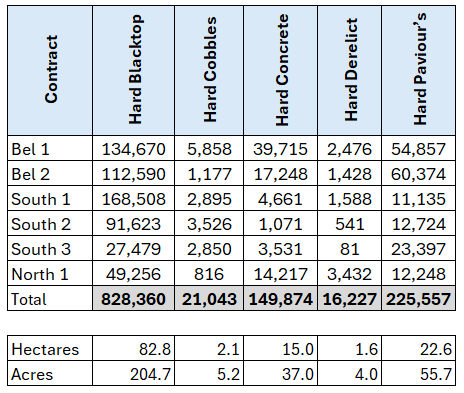 Contract Hard Blacktop Hard Cobbles Hard Concrete Hard Derelict Hard Paviour's
Bel 1 134,670 5,858 39,715 2,476 54,857
Bel 2 112,590 1,177 17,248 1,428 60,374
South 1 168,508 2,895 4,661 1,588 11,135
South 2 91,623 3,526 1,071 541 12,724
South 3 27,479 2,850 3,531 81 23,397
North 1 49,256 816 14,217 3,432 12,248
Total 828,360 21,043 149,874 16,227 225,557
Hectares 82.8 2.1 15.0 1.6 22.6
Acres 204.7 5.2 37.0 4.0 55.7